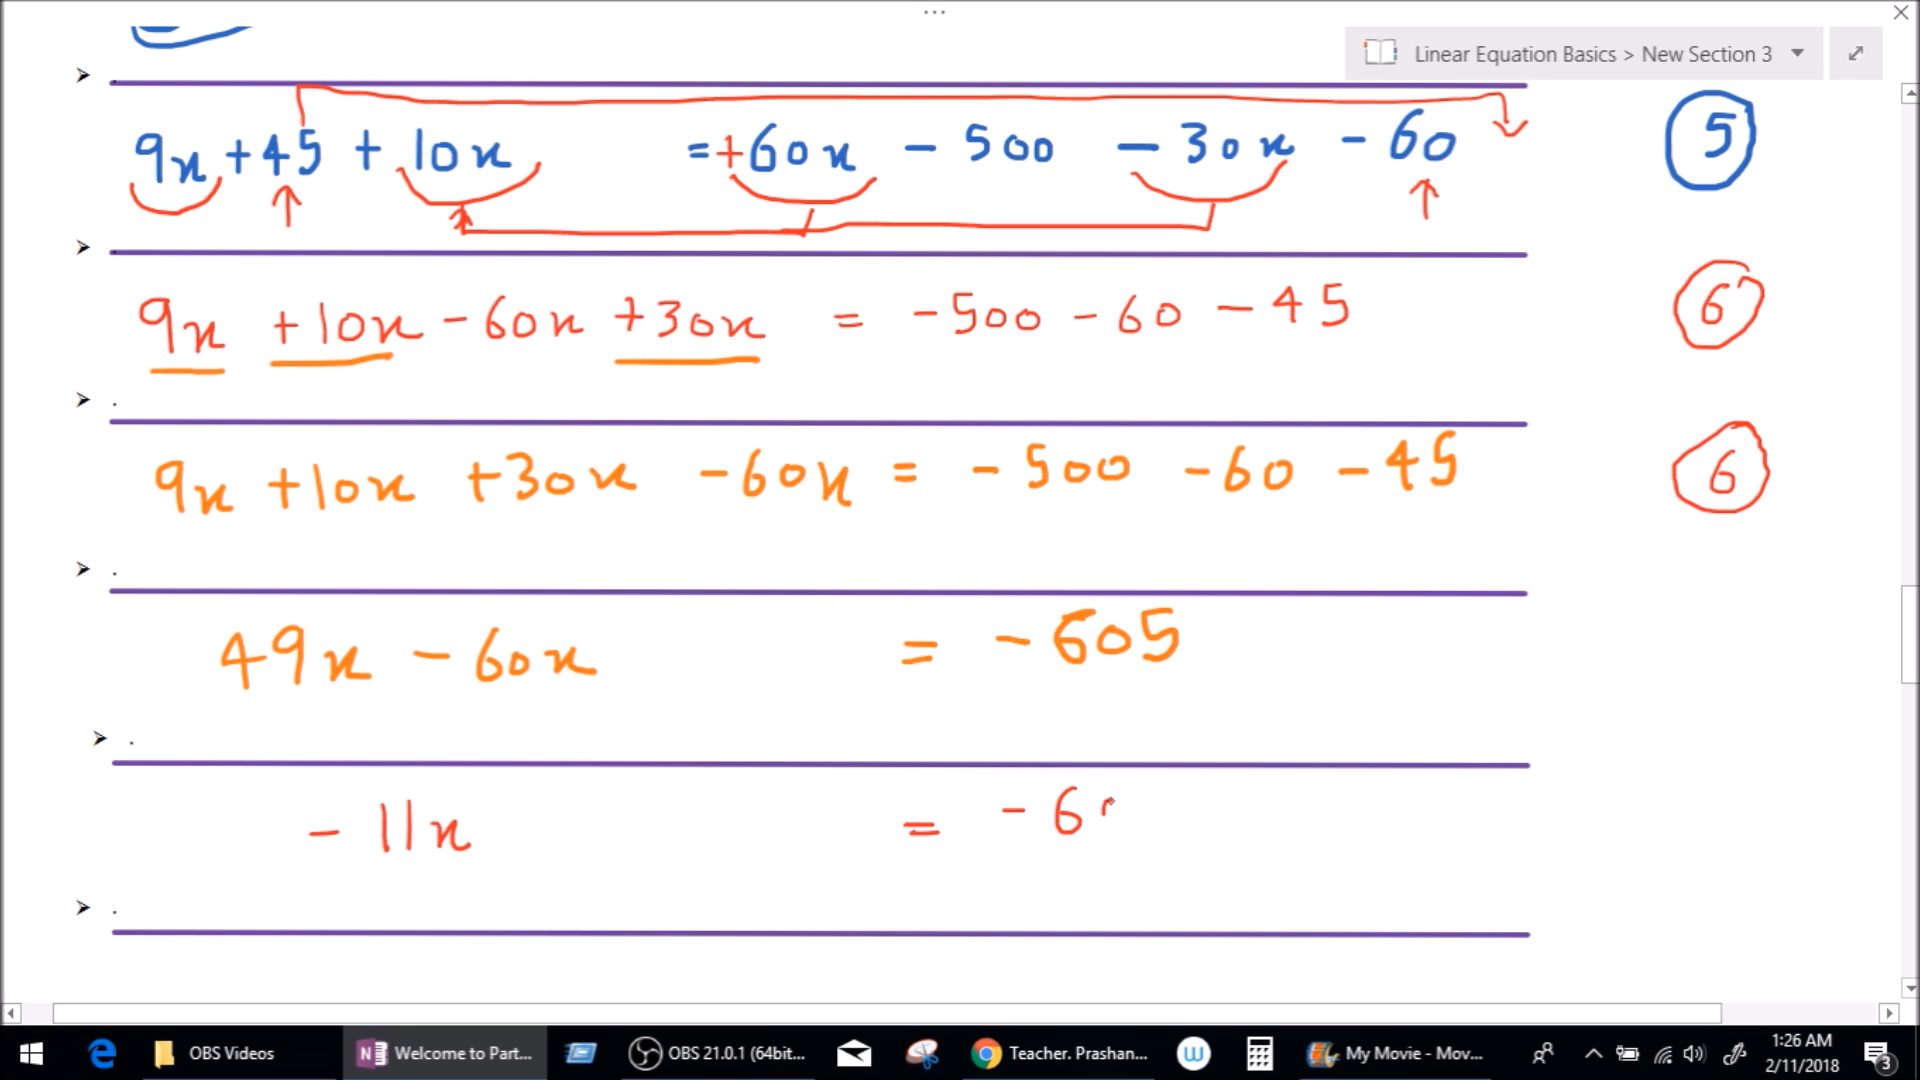 Linear Equation Basics > New Section 3
9x + 45 + 10x = +60x - 500 - 30x - 60
5
9x + 10x - 60x + 30x = - 500 - 60 - 45
6
9x + 10x + 30x - 60x = - 500 - 60 - 45
6
49x - 60x = - 605
- 11x = - 6
OBS Videos
Welcome to Part...
OBS 21.0.1 (64bit...
Teacher. Prashan...
My Movie - Mov...
1:26 AM
2/11/2018
3